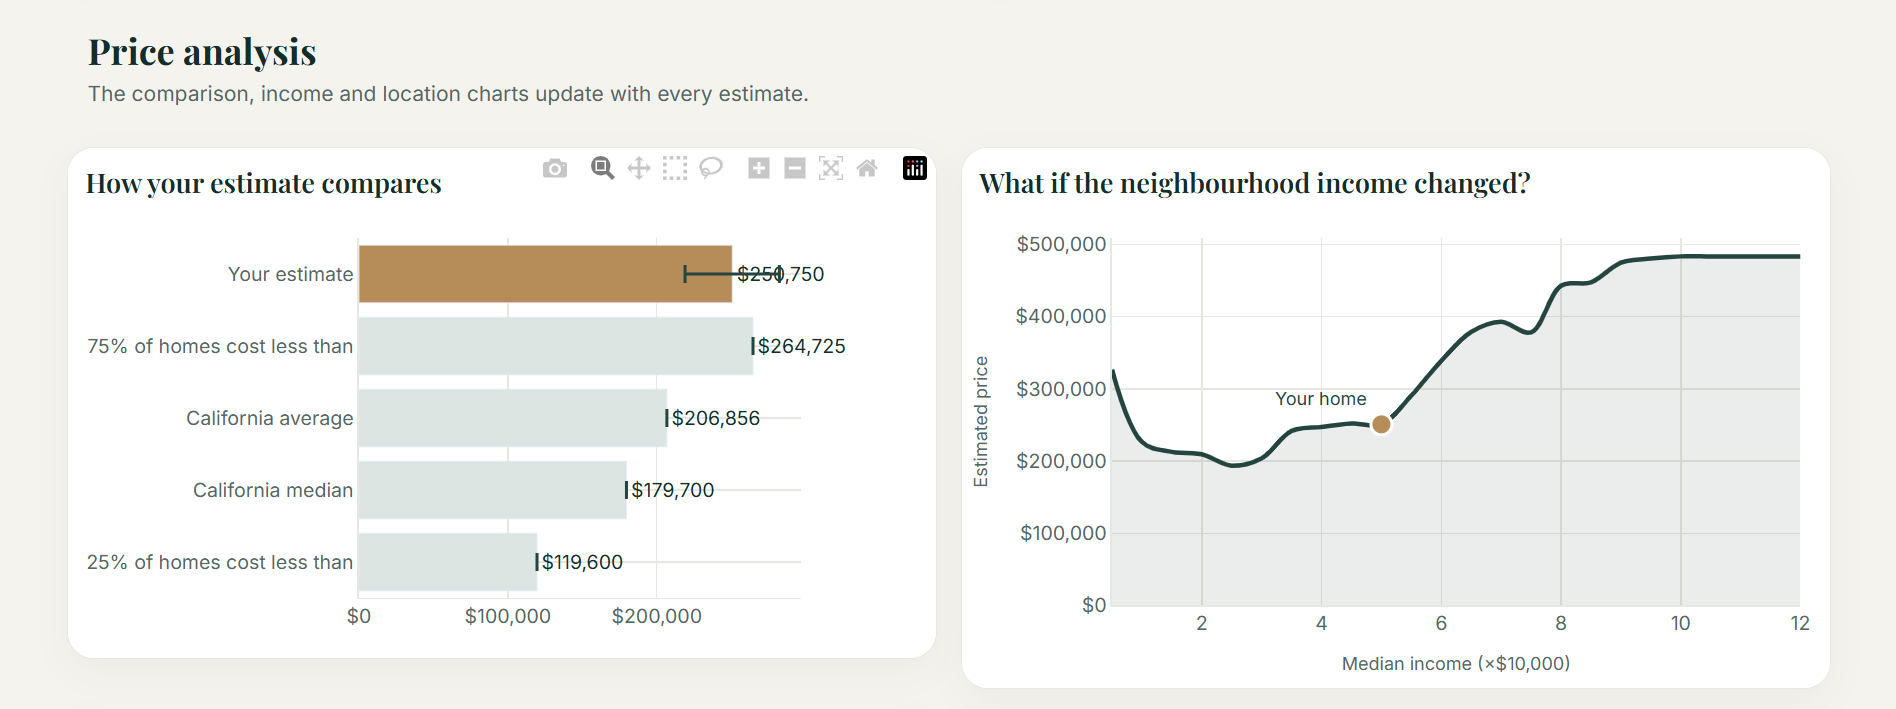 Price analysis
The comparison, income and location charts update with every estimate.
How your estimate compares
Your estimate
$250,750
75% of homes cost less than
$264,725
California average
$206,856
California median
$179,700
25% of homes cost less than
$119,600
$0
$100,000
$200,000
What if the neighbourhood income changed?
$500,000
$400,000
$300,000
$200,000
$100,000
$0
Estimated price
Your home
2
4
6
8
10
12
Median income (×$10,000)